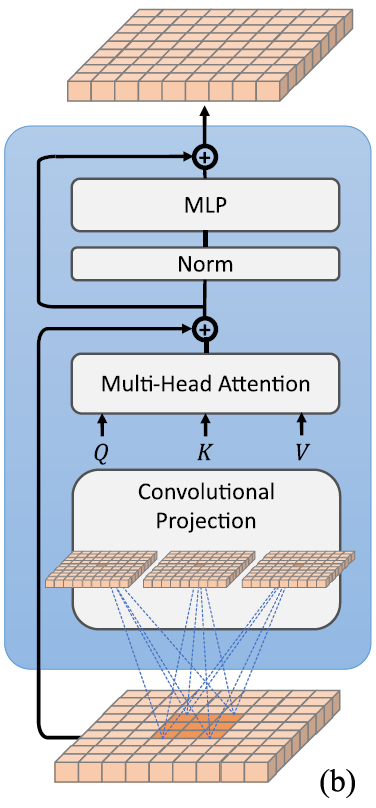 +
MLP
Norm
+
Multi-Head Attention
Q K V
Convolutional
Projection
(b)